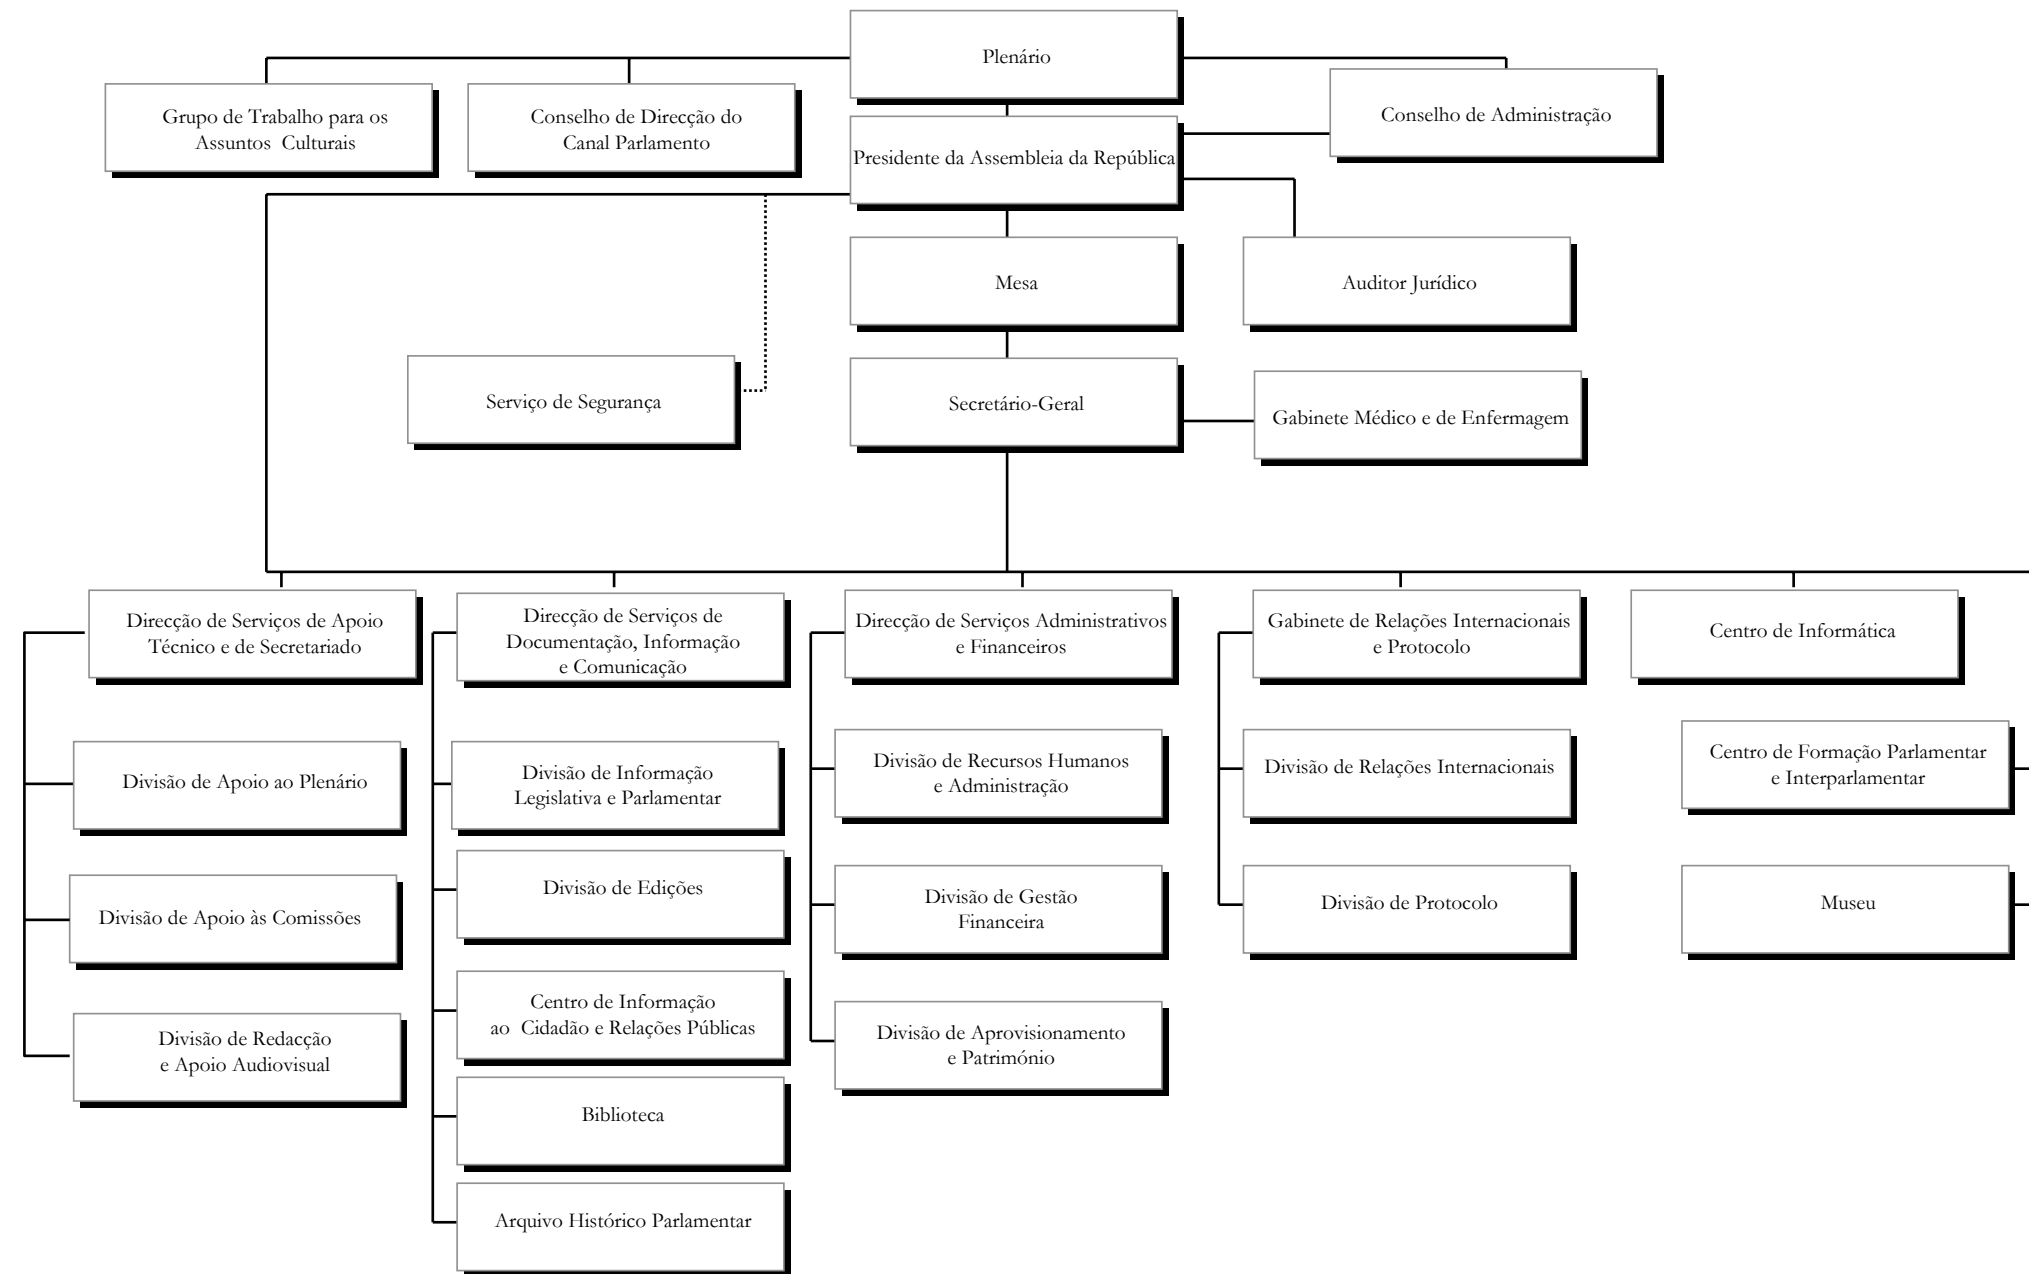 Plenário
Grupo de Trabalho para os
Assuntos  Culturais
Conselho de Direcção do
Canal Parlamento
Conselho de Administração
Presidente da Assembleia da República
Mesa
Auditor Jurídico
Serviço de Segurança
Secretário-Geral
Gabinete Médico e de Enfermagem
Direcção de Serviços de Apoio
Técnico e de Secretariado
Direcção de Serviços de
Documentação, Informação
e Comunicação
Direcção de Serviços Administrativos
e Financeiros
Gabinete de Relações Internacionais
e Protocolo
Centro de Informática
Divisão de Apoio ao Plenário
Divisão de Informação
Legislativa e Parlamentar
Divisão de Recursos Humanos
e Administração
Divisão de Relações Internacionais
Centro de Formação Parlamentar
e Interparlamentar
Divisão de Apoio às Comissões
Divisão de Edições
Divisão de Gestão
Financeira
Divisão de Protocolo
Museu
Divisão de Redacção
e Apoio Audiovisual
Centro de Informação
ao  Cidadão e Relações Públicas
Divisão de Aprovisionamento
e Património
Biblioteca
Arquivo Histórico Parlamentar